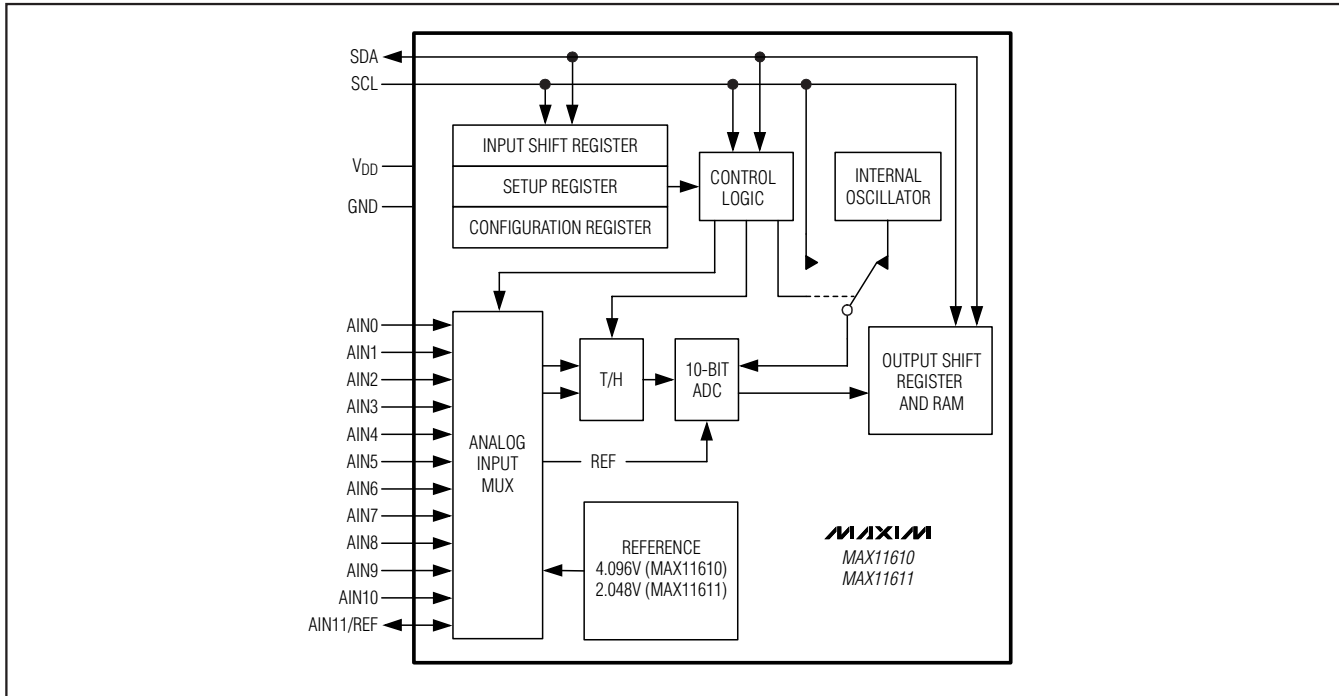 SDA
SCL
VDD
GND
INPUT SHIFT REGISTER
SETUP REGISTER
CONFIGURATION REGISTER
CONTROL
LOGIC
INTERNAL
OSCILLATOR
AIN0
AIN1
AIN2
AIN3
AIN4
AIN5
AIN6
AIN7
AIN8
AIN9
AIN10
AIN11/REF
ANALOG
INPUT
MUX
T/H
10-BIT
ADC
REF
OUTPUT SHIFT
REGISTER
AND RAM
REFERENCE
4.096V (MAX11610)
2.048V (MAX11611)
MAXIM
MAX11610
MAX11611